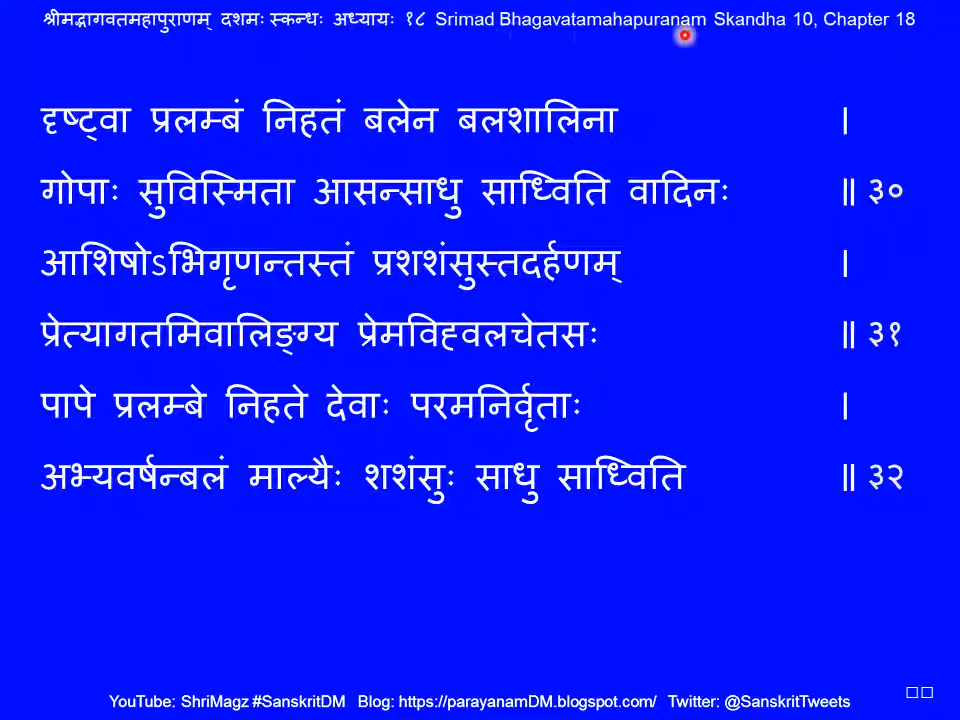 श्रीमद्भागवतमहापुराणम् दशमः स्कन्धः अध्यायः १८ Srimad Bhagavatamahapuranam Skandha 10, Chapter 18
दृष्ट्वा प्रलम्बं निहतं बलेन बलशालिना ।
गोपाः सुविस्मिता आसन्साधु साध्विति वादिनः ॥ ३०
आशिषोऽभिगृणन्तस्तं प्रशशंसुस्तदर्हणम् ।
प्रेत्यागतमिवालिङ्ग्य प्रेमविह्वलचेतसः ॥ ३१
पापे प्रलम्बे निहते देवाः परमनिर्वृताः ।
अभ्यवर्षन्बलं माल्यैः शशंसुः साधु साध्विति ॥ ३२
YouTube: ShriMagz #SanskritDM Blog: https://parayanamDM.blogspot.com/ Twitter: @SanskritTweets